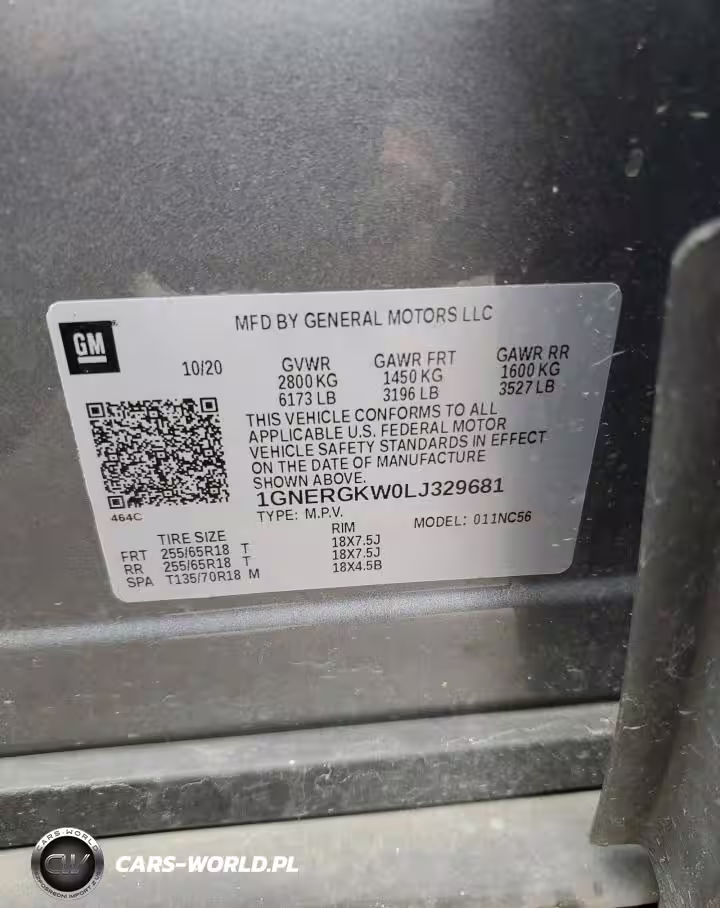 MFD BY GENERAL MOTORS LLC
GM
10/20
GVWR GAWR FRT GAWR RR
2800 KG 1450 KG 1600 KG
6173 LB 3196 LB 3527 LB
THIS VEHICLE CONFORMS TO ALL
APPLICABLE U.S. FEDERAL MOTOR
VEHICLE SAFETY STANDARDS IN EFFECT
ON THE DATE OF MANUFACTURE
SHOWN ABOVE.
1GNERGKW0LJ329681
464C
TYPE: M.P.V. MODEL: 011NC56
TIRE SIZE RIM
FRT 255/65R18 T 18X7.5J
RR 255/65R18 T 18X7.5J
SPA T135/70R18 M 18X4.5B
CARS-WORLD
CW
CARS-WORLD.PL